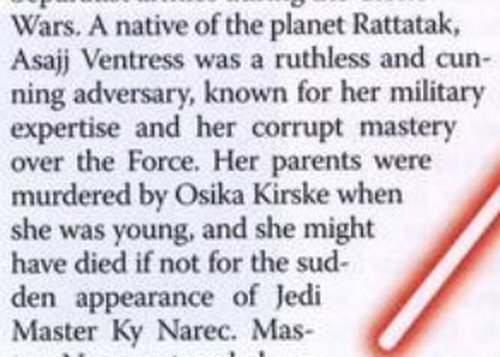 Wars. A native of the planet Rattatak,
Asajj Ventress was a ruthless and cun-
ning adversary, known for her military
expertise and her corrupt mastery
over the Force. Her parents were
murdered by Osika Kirske when
she was young, and she might
have died if not for the sud-
den appearance of Jedi
Master Ky Narec. Mas-